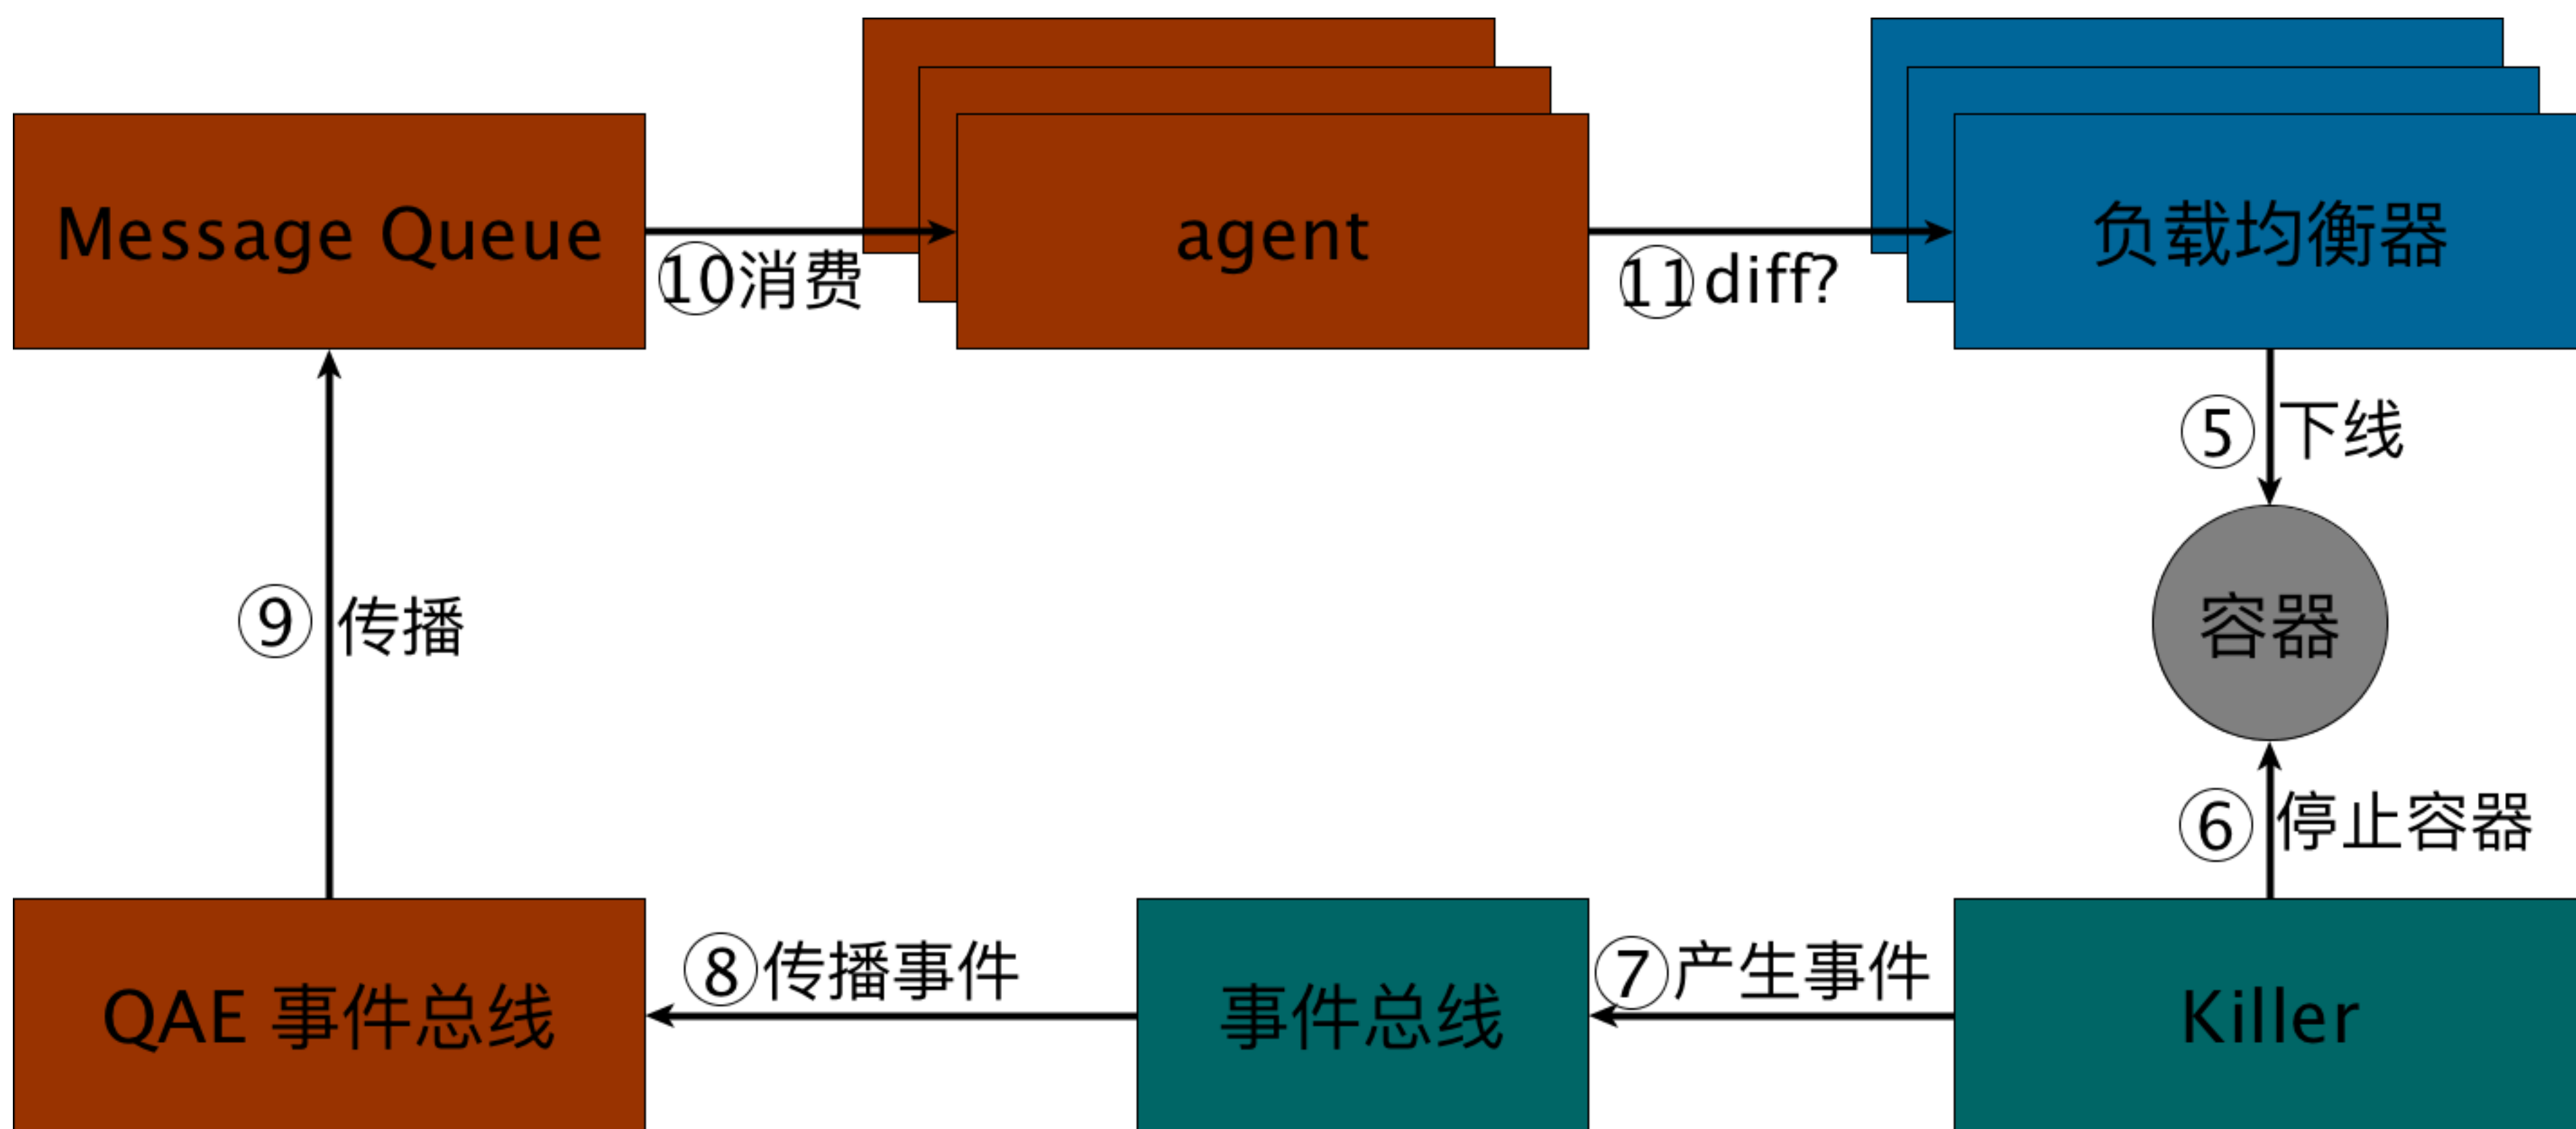 Message Queue
agent
负载均衡器
⑩消费
⑪diff?
⑤下线
⑨传播
容器
⑥停止容器
⑧传播事件
⑦产生事件
QAE 事件总线
事件总线
Killer